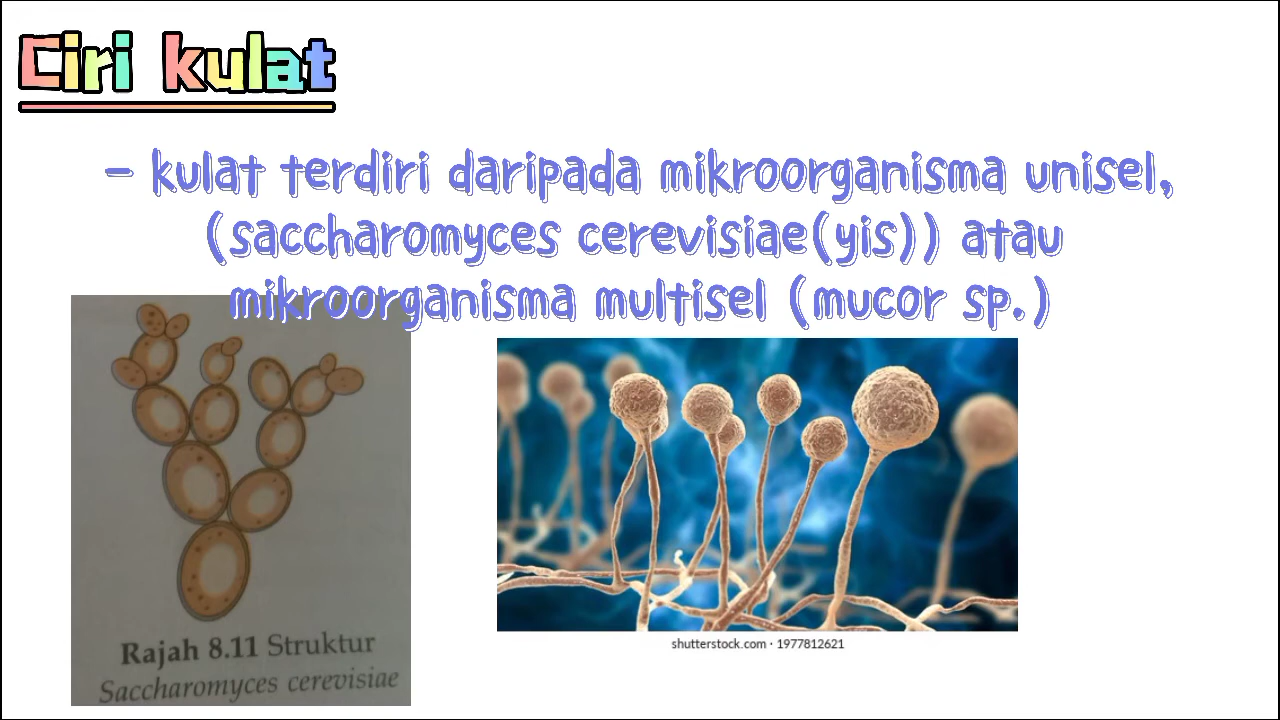 Ciri kulat
- kulat terdiri daripada mikroorganisma unisel,
(saccharomyces cerevisiae(yis)) atau
mikroorganisma multisel (mucor sp.)
Rajah 8.11 Struktur
Saccharomyces cerevisiae
shutterstock.com · 1977812621